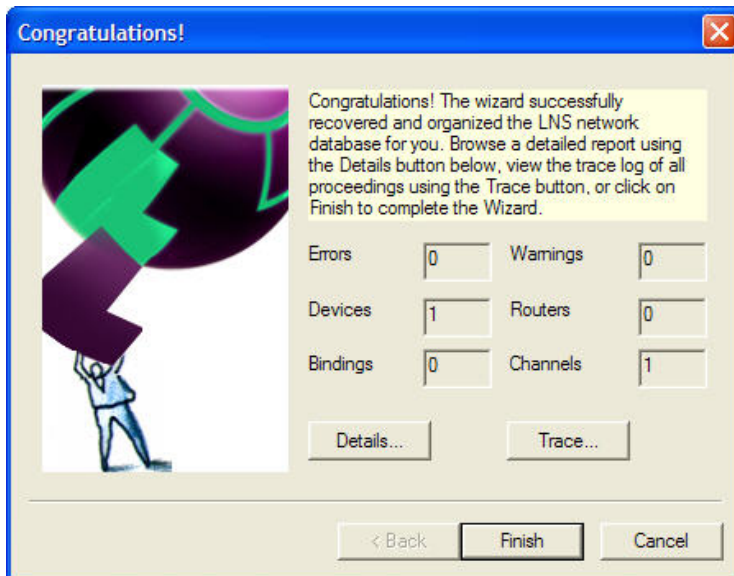 Congratulations!
Congratulations! The wizard successfully
recovered and organized the LNS network
database for you. Browse a detailed report using
the Details button below, view the trace log of all
proceedings using the Trace button, or click on
Finish to complete the Wizard.
Errors 0 Warnings 0
Devices 1 Routers 0
Bindings 0 Channels 1
Details... Trace...
< Back Finish Cancel